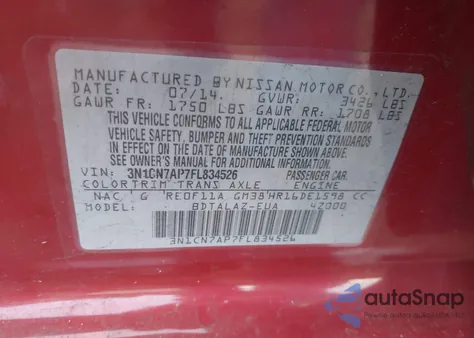 MANUFACTURED BY NISSAN MOTOR CO., LTD.
DATE: 07/14. GVWR: 3426 LBS
GAWR FR: 1750 LBS GAWR RR: 1708 LBS
THIS VEHICLE CONFORMS TO ALL APPLICABLE FEDERAL MOTOR
VEHICLE SAFETY, BUMPER AND THEFT PREVENTION STANDARDS
IN EFFECT ON THE DATE OF MANUFACTURE SHOWN ABOVE.
SEE OWNER'S MANUAL FOR ADDITIONAL INFORMATION.
VIN: 3N1CN7AP7FL834526 PASSENGER CAR.
COLOR TRIM TRANS AXLE ENGINE
NAC G RE0F11A GM38 HR16DE 1598 CC
MODEL: BDTALAZ-EUA 42000
3N1CN7AP7FL834526
autoSnap